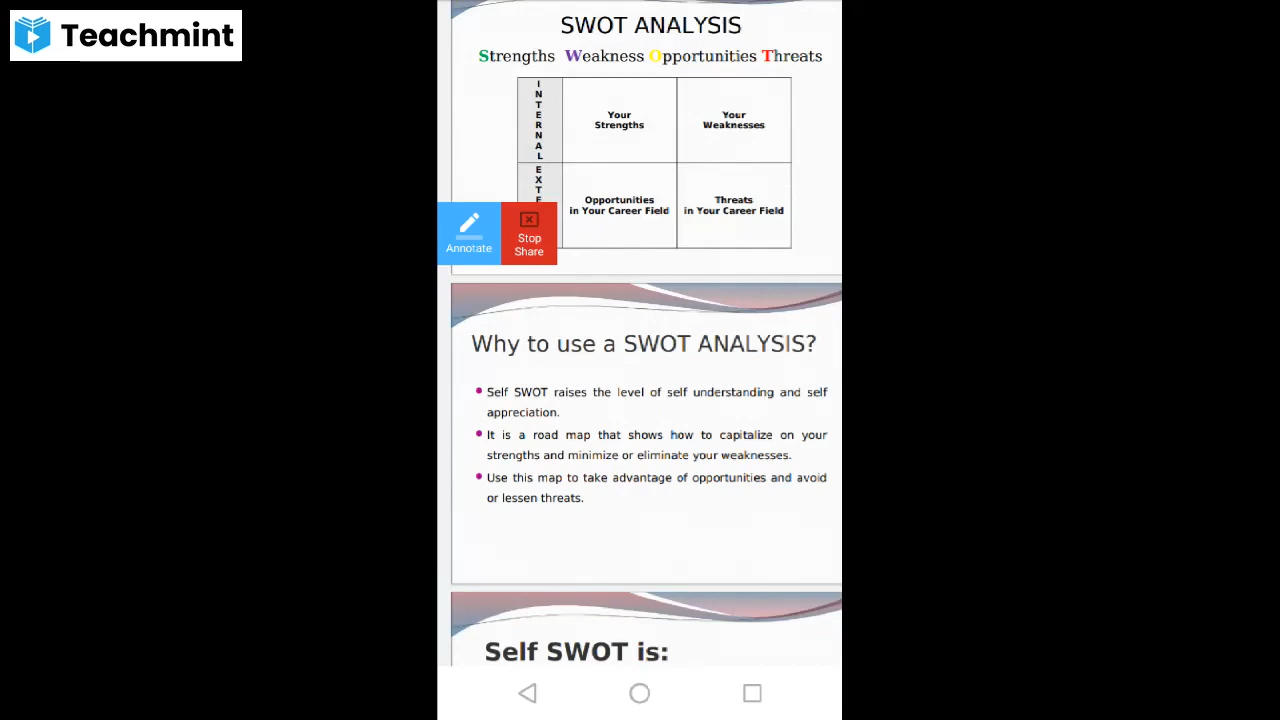 Teachmint
SWOT ANALYSIS
Strengths Weakness Opportunities Threats
INTERNAL
Your
Strengths
Your
Weaknesses
EXTE
Opportunities
in Your Career Field
Threats
in Your Career Field
Annotate
Stop
Share
Why to use a SWOT ANALYSIS?
• Self SWOT raises the level of self understanding and self
appreciation.
• It is a road map that shows how to capitalize on your
strengths and minimize or eliminate your weaknesses.
• Use this map to take advantage of opportunities and avoid
or lessen threats.
Self SWOT is: